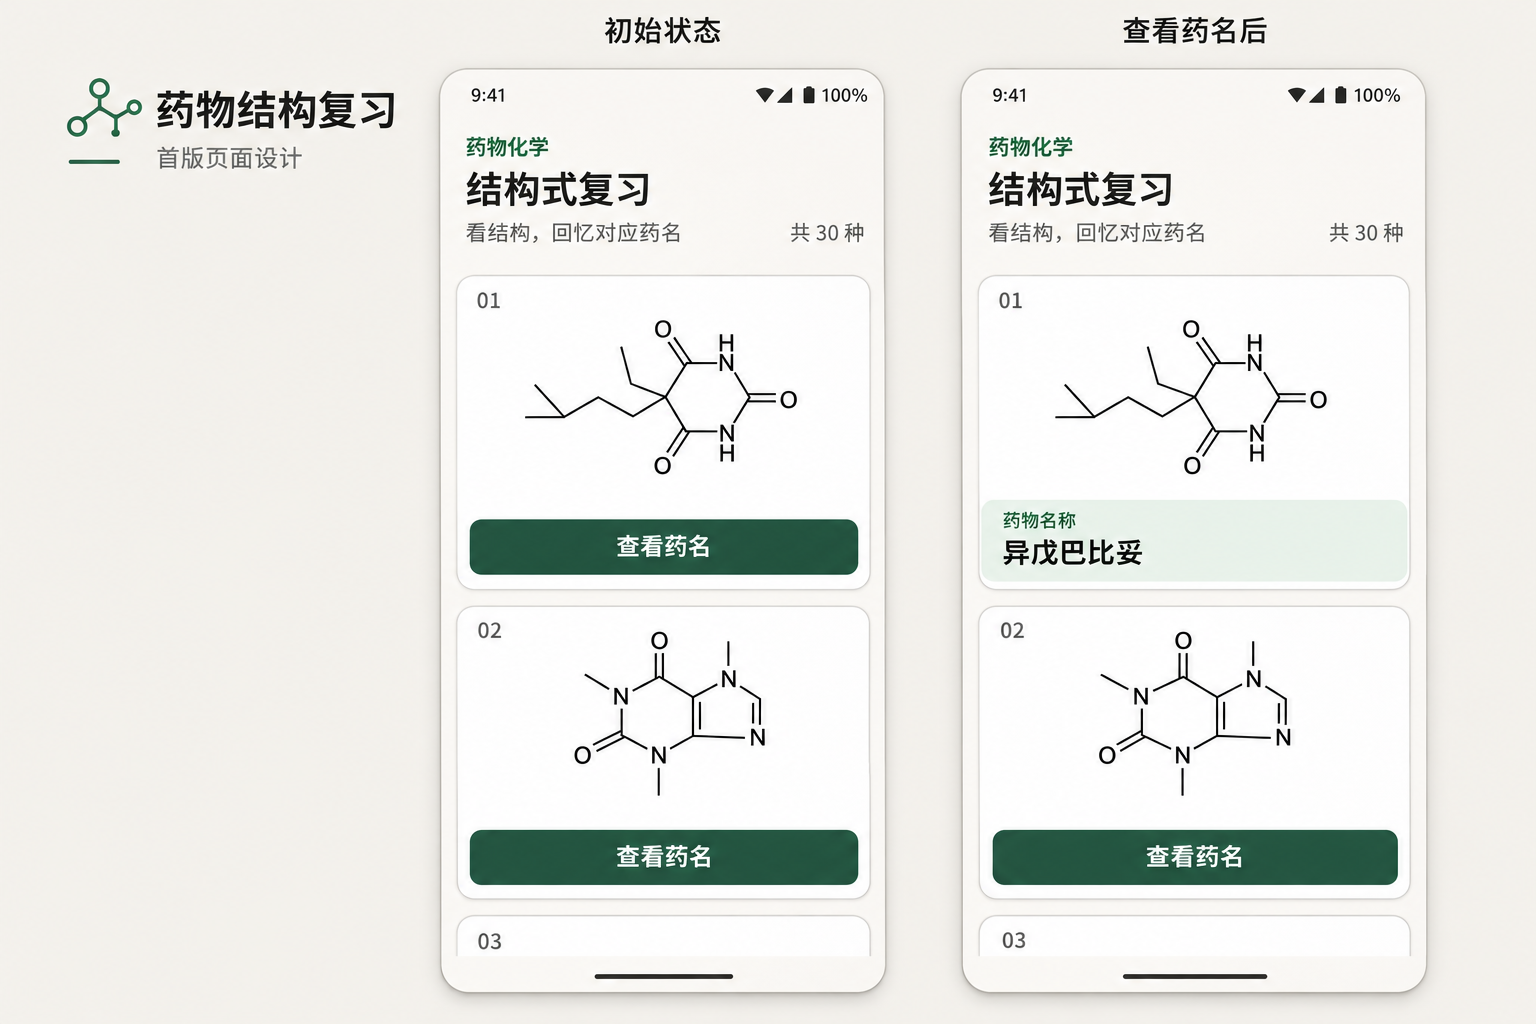 药物结构复习
首版页面设计
初始状态
9:41
100%
药物化学
结构式复习
看结构，回忆对应药名
共 30 种
01
O
H
N
O
N
H
O
查看药名
02
O
N
N
O
N
N
查看药名
03
查看药名后
9:41
100%
药物化学
结构式复习
看结构，回忆对应药名
共 30 种
01
O
H
N
O
N
H
O
药物名称
异戊巴比妥
02
O
N
N
O
N
N
查看药名
03